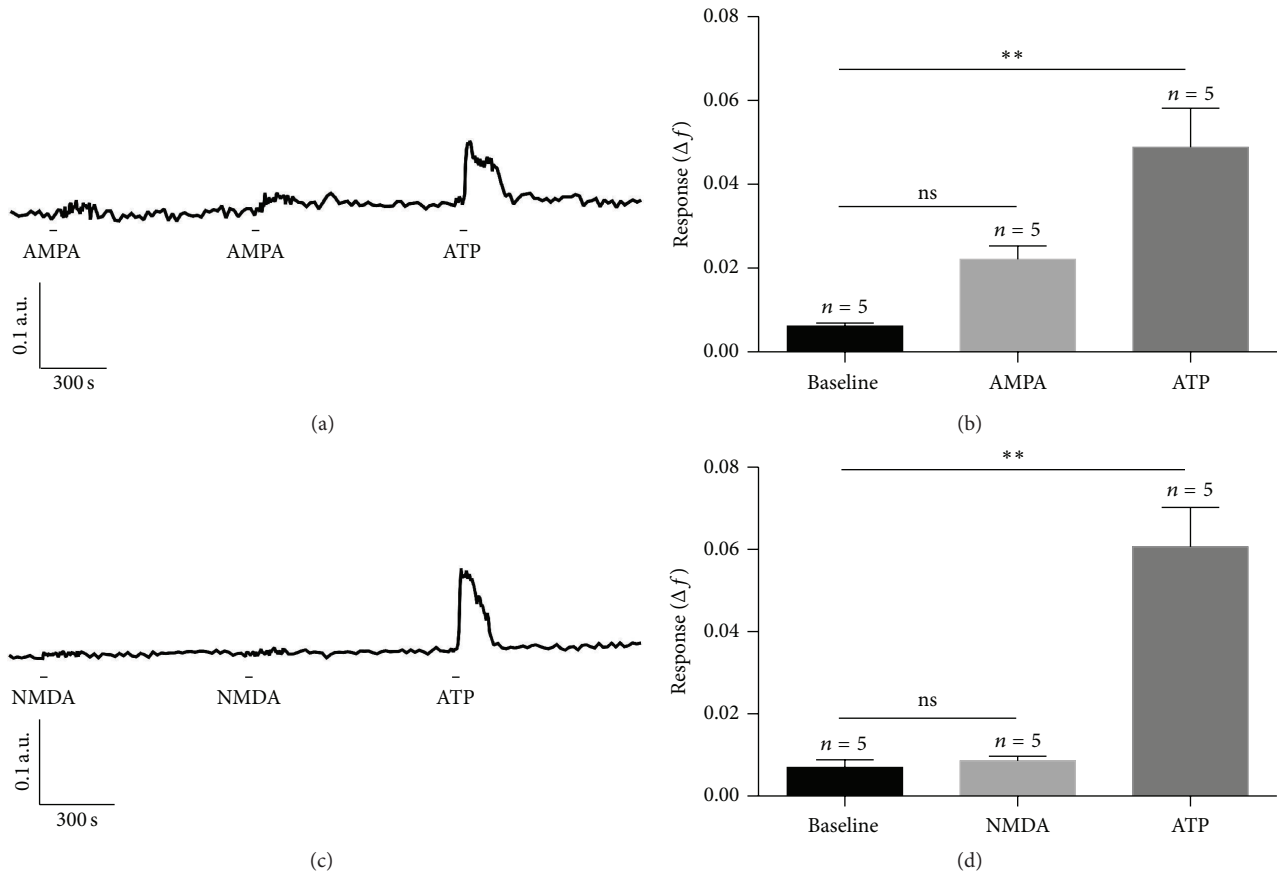 AMPA AMPA ATP
0.1 a.u.
300 s
(a)
0.08
0.06
0.04
0.02
0.00
Response (Δf)
**
ns
n = 5
n = 5
n = 5
Baseline AMPA ATP
(b)
NMDA NMDA ATP
0.1 a.u.
300 s
(c)
0.08
0.06
0.04
0.02
0.00
Response (Δf)
**
ns
n = 5
n = 5
n = 5
Baseline NMDA ATP
(d)